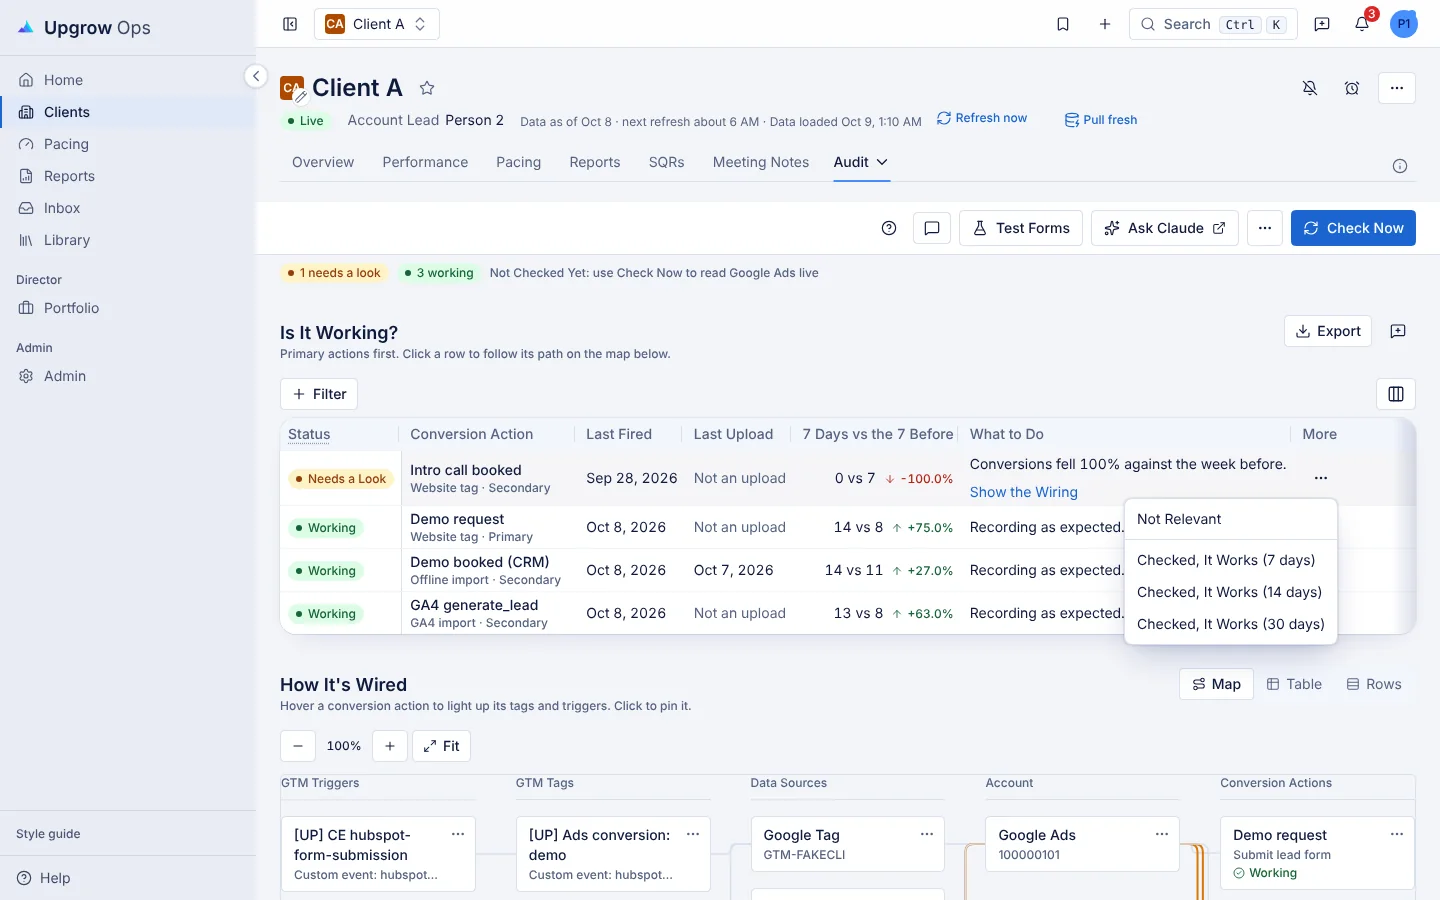 Upgrow Ops
Home
Clients
Pacing
Reports
Inbox
Library
Director
Portfolio
Admin
Admin
Style guide
Help
CA Client A
Search Ctrl K
3
P1
CA Client A
Live
Account Lead Person 2
Data as of Oct 8 · next refresh about 6 AM · Data loaded Oct 9, 1:10 AM
Refresh now
Pull fresh
Overview
Performance
Pacing
Reports
SQRs
Meeting Notes
Audit
Test Forms
Ask Claude
Check Now
1 needs a look
3 working
Not Checked Yet: use Check Now to read Google Ads live
Is It Working?
Primary actions first. Click a row to follow its path on the map below.
Export
Filter
Status Conversion Action Last Fired Last Upload 7 Days vs the 7 Before What to Do More
Needs a Look
Intro call booked
Website tag · Secondary
Sep 28, 2026
Not an upload
0 vs 7 ↓ -100.0%
Conversions fell 100% against the week before.
Show the Wiring
Working
Demo request
Website tag · Primary
Oct 8, 2026
Not an upload
14 vs 8 ↑ +75.0%
Recording as expected.
Working
Demo booked (CRM)
Offline import · Secondary
Oct 8, 2026
Oct 7, 2026
14 vs 11 ↑ +27.0%
Recording as expected.
Working
GA4 generate_lead
GA4 import · Secondary
Oct 8, 2026
Not an upload
13 vs 8 ↑ +63.0%
Recording as expected.
Not Relevant
Checked, It Works (7 days)
Checked, It Works (14 days)
Checked, It Works (30 days)
How It's Wired
Hover a conversion action to light up its tags and triggers. Click to pin it.
Map
Table
Rows
100%
Fit
GTM Triggers
GTM Tags
Data Sources
Account
Conversion Actions
[UP] CE hubspot-
form-submission
Custom event: hubspot...
[UP] Ads conversion:
demo
Custom event: hubspot...
Google Tag
GTM-FAKECLI
Google Ads
100000101
Demo request
Submit lead form
Working